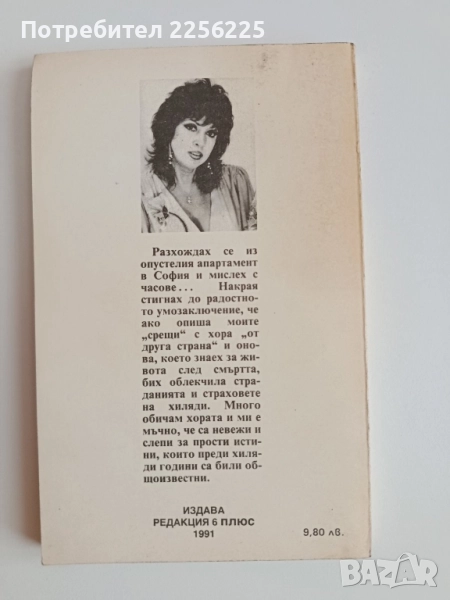 Потребител 2256225
Разхождах се из
опустелия апартамент
в София и мислех с
часове... Накрая
стигнах до радостно-
то умозаключение, че
ако опиша моите
„срещи“ с хора „от
друга страна“ и оно-
ва, което знаех за жи-
вота след смъртта,
бих облекчила стра-
данията и страховете
на хиляди. Много
обичам хората и ми е
мъчно, че са невежи и
слепи за прости исти-
ни, които преди хиля-
ди години са били об-
щоизвестни.
ИЗДАВА
РЕДАКЦИЯ 6 ПЛЮС
1991
9,80 лв.
Bazar